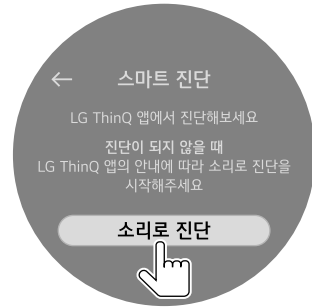 스마트 진단
LG ThinQ 앱에서 진단해보세요
진단이 되지 않을 때
LG ThinQ 앱의 안내에 따라 소리로 진단을
시작해주세요
소리로 진단